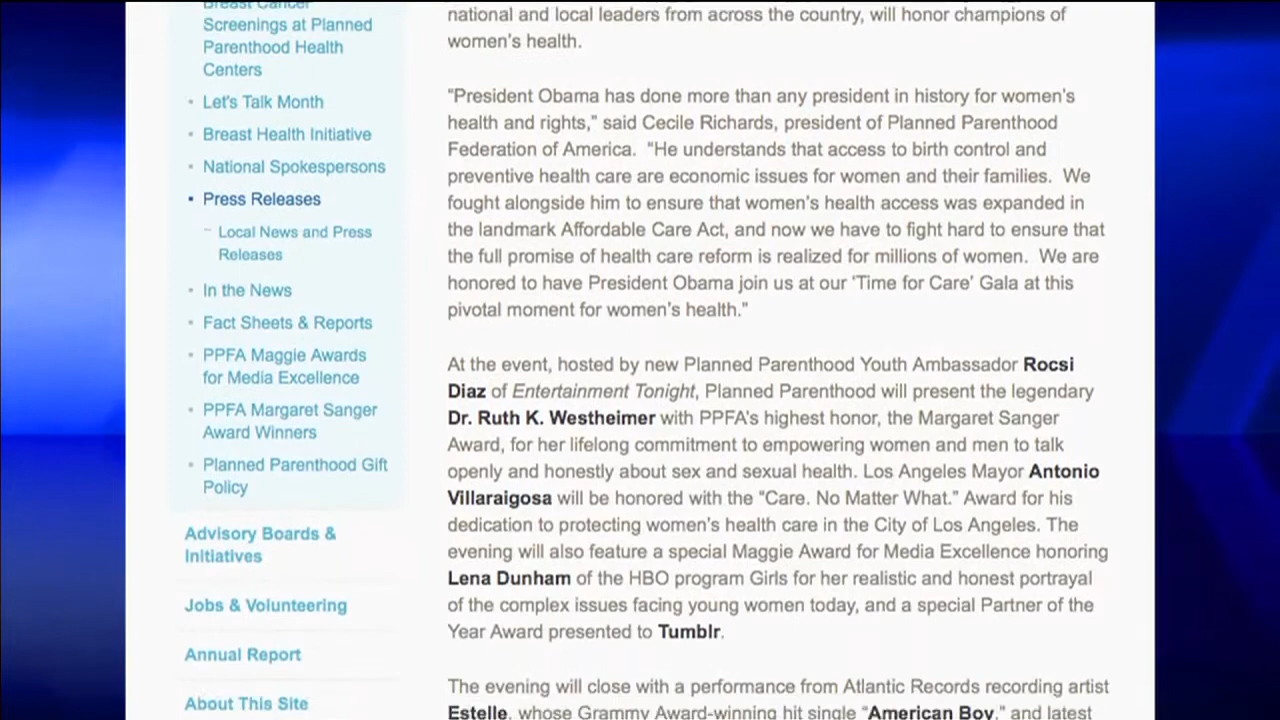 Breast Cancer
Screenings at Planned
Parenthood Health
Centers
Let's Talk Month
Breast Health Initiative
National Spokespersons
Press Releases
Local News and Press
Releases
In the News
Fact Sheets & Reports
PPFA Maggie Awards
for Media Excellence
PPFA Margaret Sanger
Award Winners
Planned Parenthood Gift
Policy
Advisory Boards &
Initiatives
Jobs & Volunteering
Annual Report
About This Site
national and local leaders from across the country, will honor champions of
women's health.
“President Obama has done more than any president in history for women's
health and rights,” said Cecile Richards, president of Planned Parenthood
Federation of America.  “He understands that access to birth control and
preventive health care are economic issues for women and their families.  We
fought alongside him to ensure that women's health access was expanded in
the landmark Affordable Care Act, and now we have to fight hard to ensure that
the full promise of health care reform is realized for millions of women.  We are
honored to have President Obama join us at our 'Time for Care' Gala at this
pivotal moment for women's health.”
At the event, hosted by new Planned Parenthood Youth Ambassador Rocsi
Diaz of Entertainment Tonight, Planned Parenthood will present the legendary
Dr. Ruth K. Westheimer with PPFA's highest honor, the Margaret Sanger
Award, for her lifelong commitment to empowering women and men to talk
openly and honestly about sex and sexual health. Los Angeles Mayor Antonio
Villaraigosa will be honored with the “Care. No Matter What.” Award for his
dedication to protecting women's health care in the City of Los Angeles. The
evening will also feature a special Maggie Award for Media Excellence honoring
Lena Dunham of the HBO program Girls for her realistic and honest portrayal
of the complex issues facing young women today, and a special Partner of the
Year Award presented to Tumblr.
The evening will close with a performance from Atlantic Records recording artist
Estelle, whose Grammy Award-winning hit single “American Boy,” and latest